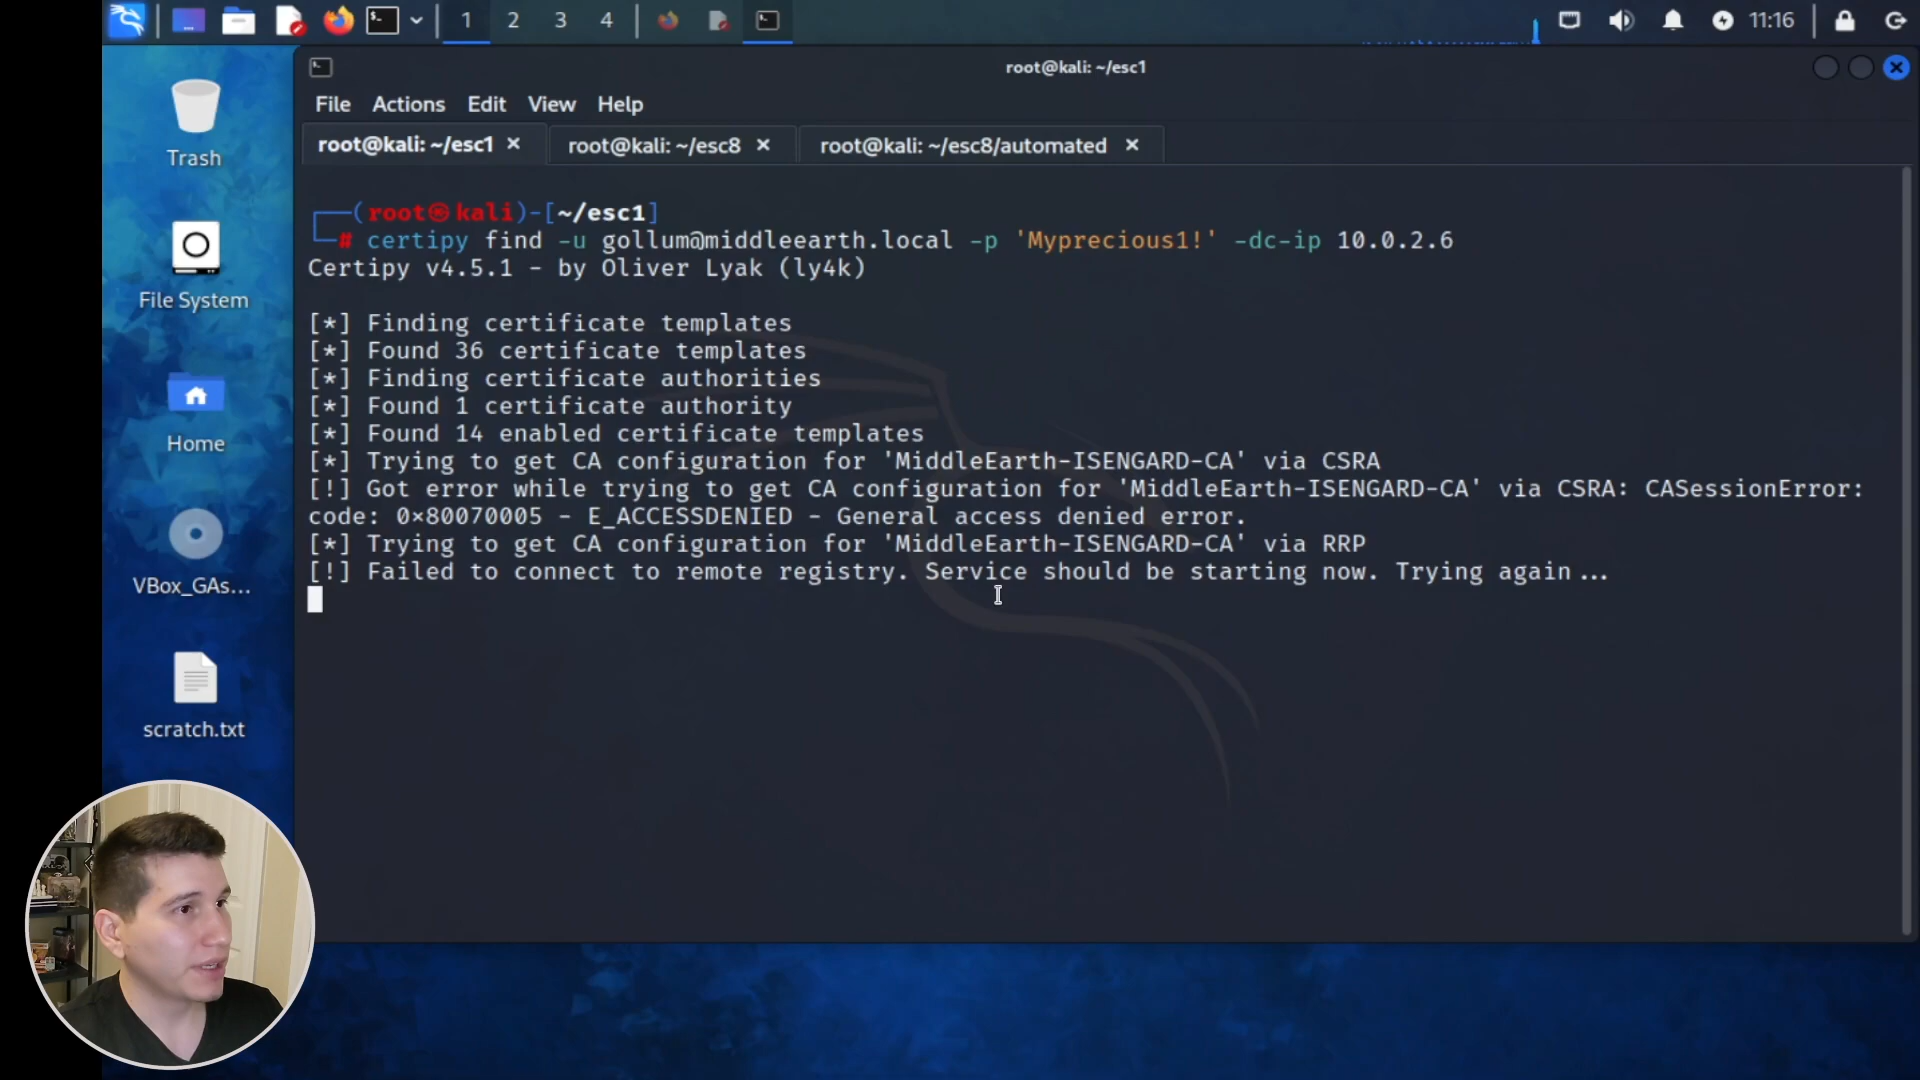 1 2 3 4
11:16
root@kali: ~/esc1
File Actions Edit View Help
root@kali: ~/esc1 root@kali: ~/esc8 root@kali: ~/esc8/automated
Trash
File System
Home
VBox_GAs...
scratch.txt
┌──(root㉿kali)-[~/esc1]
└─# certipy find -u gollum@middleearth.local -p 'Myprecious1!' -dc-ip 10.0.2.6
Certipy v4.5.1 - by Oliver Lyak (ly4k)
[*] Finding certificate templates
[*] Found 36 certificate templates
[*] Finding certificate authorities
[*] Found 1 certificate authority
[*] Found 14 enabled certificate templates
[*] Trying to get CA configuration for 'MiddleEarth-ISENGARD-CA' via CSRA
[!] Got error while trying to get CA configuration for 'MiddleEarth-ISENGARD-CA' via CSRA: CASessionError:
code: 0x80070005 - E_ACCESSDENIED - General access denied error.
[*] Trying to get CA configuration for 'MiddleEarth-ISENGARD-CA' via RRP
[!] Failed to connect to remote registry. Service should be starting now. Trying again...